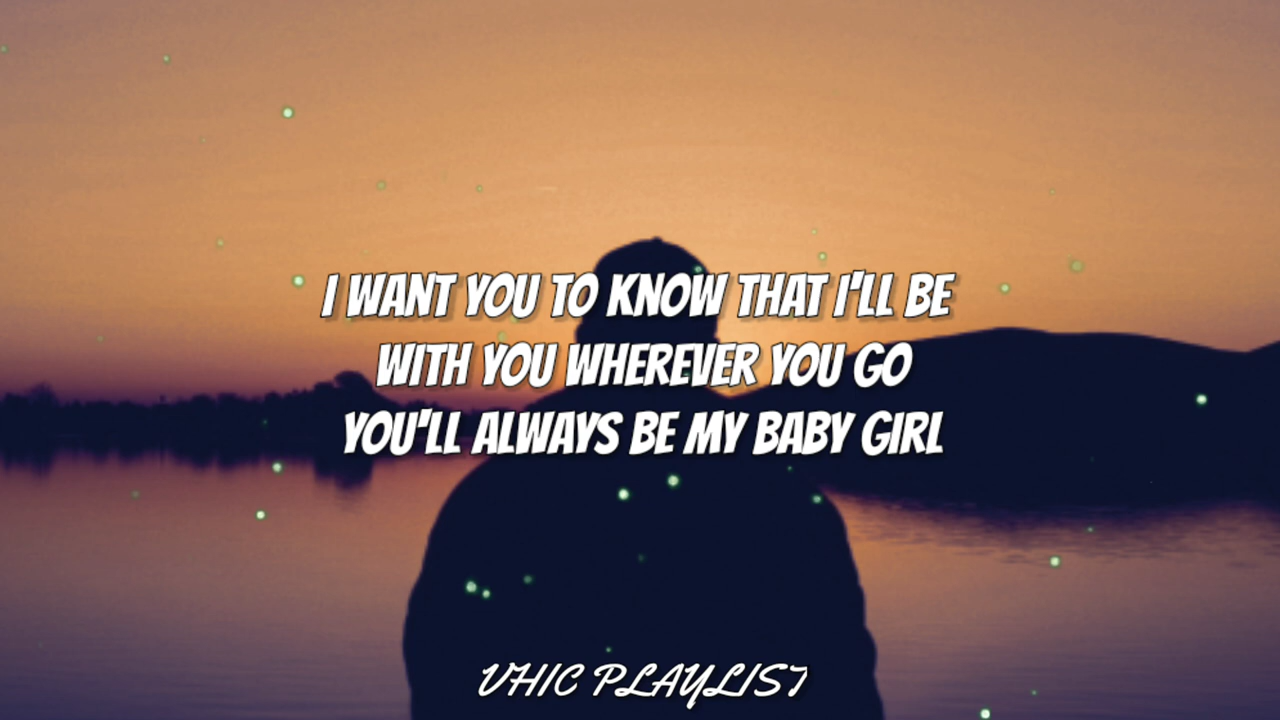 I WANT YOU TO KNOW THAT I'LL BE
WITH YOU WHEREVER YOU GO
YOU'LL ALWAYS BE MY BABY GIRL
VHIC PLAYLIST